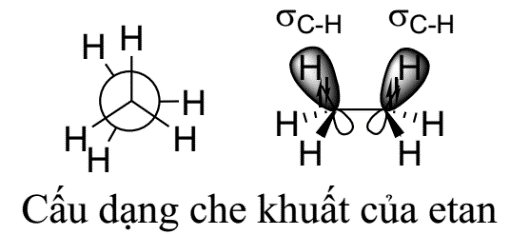 σC-H σC-H
H H H H
H H H H
H H H H
Cấu dạng che khuất của etan